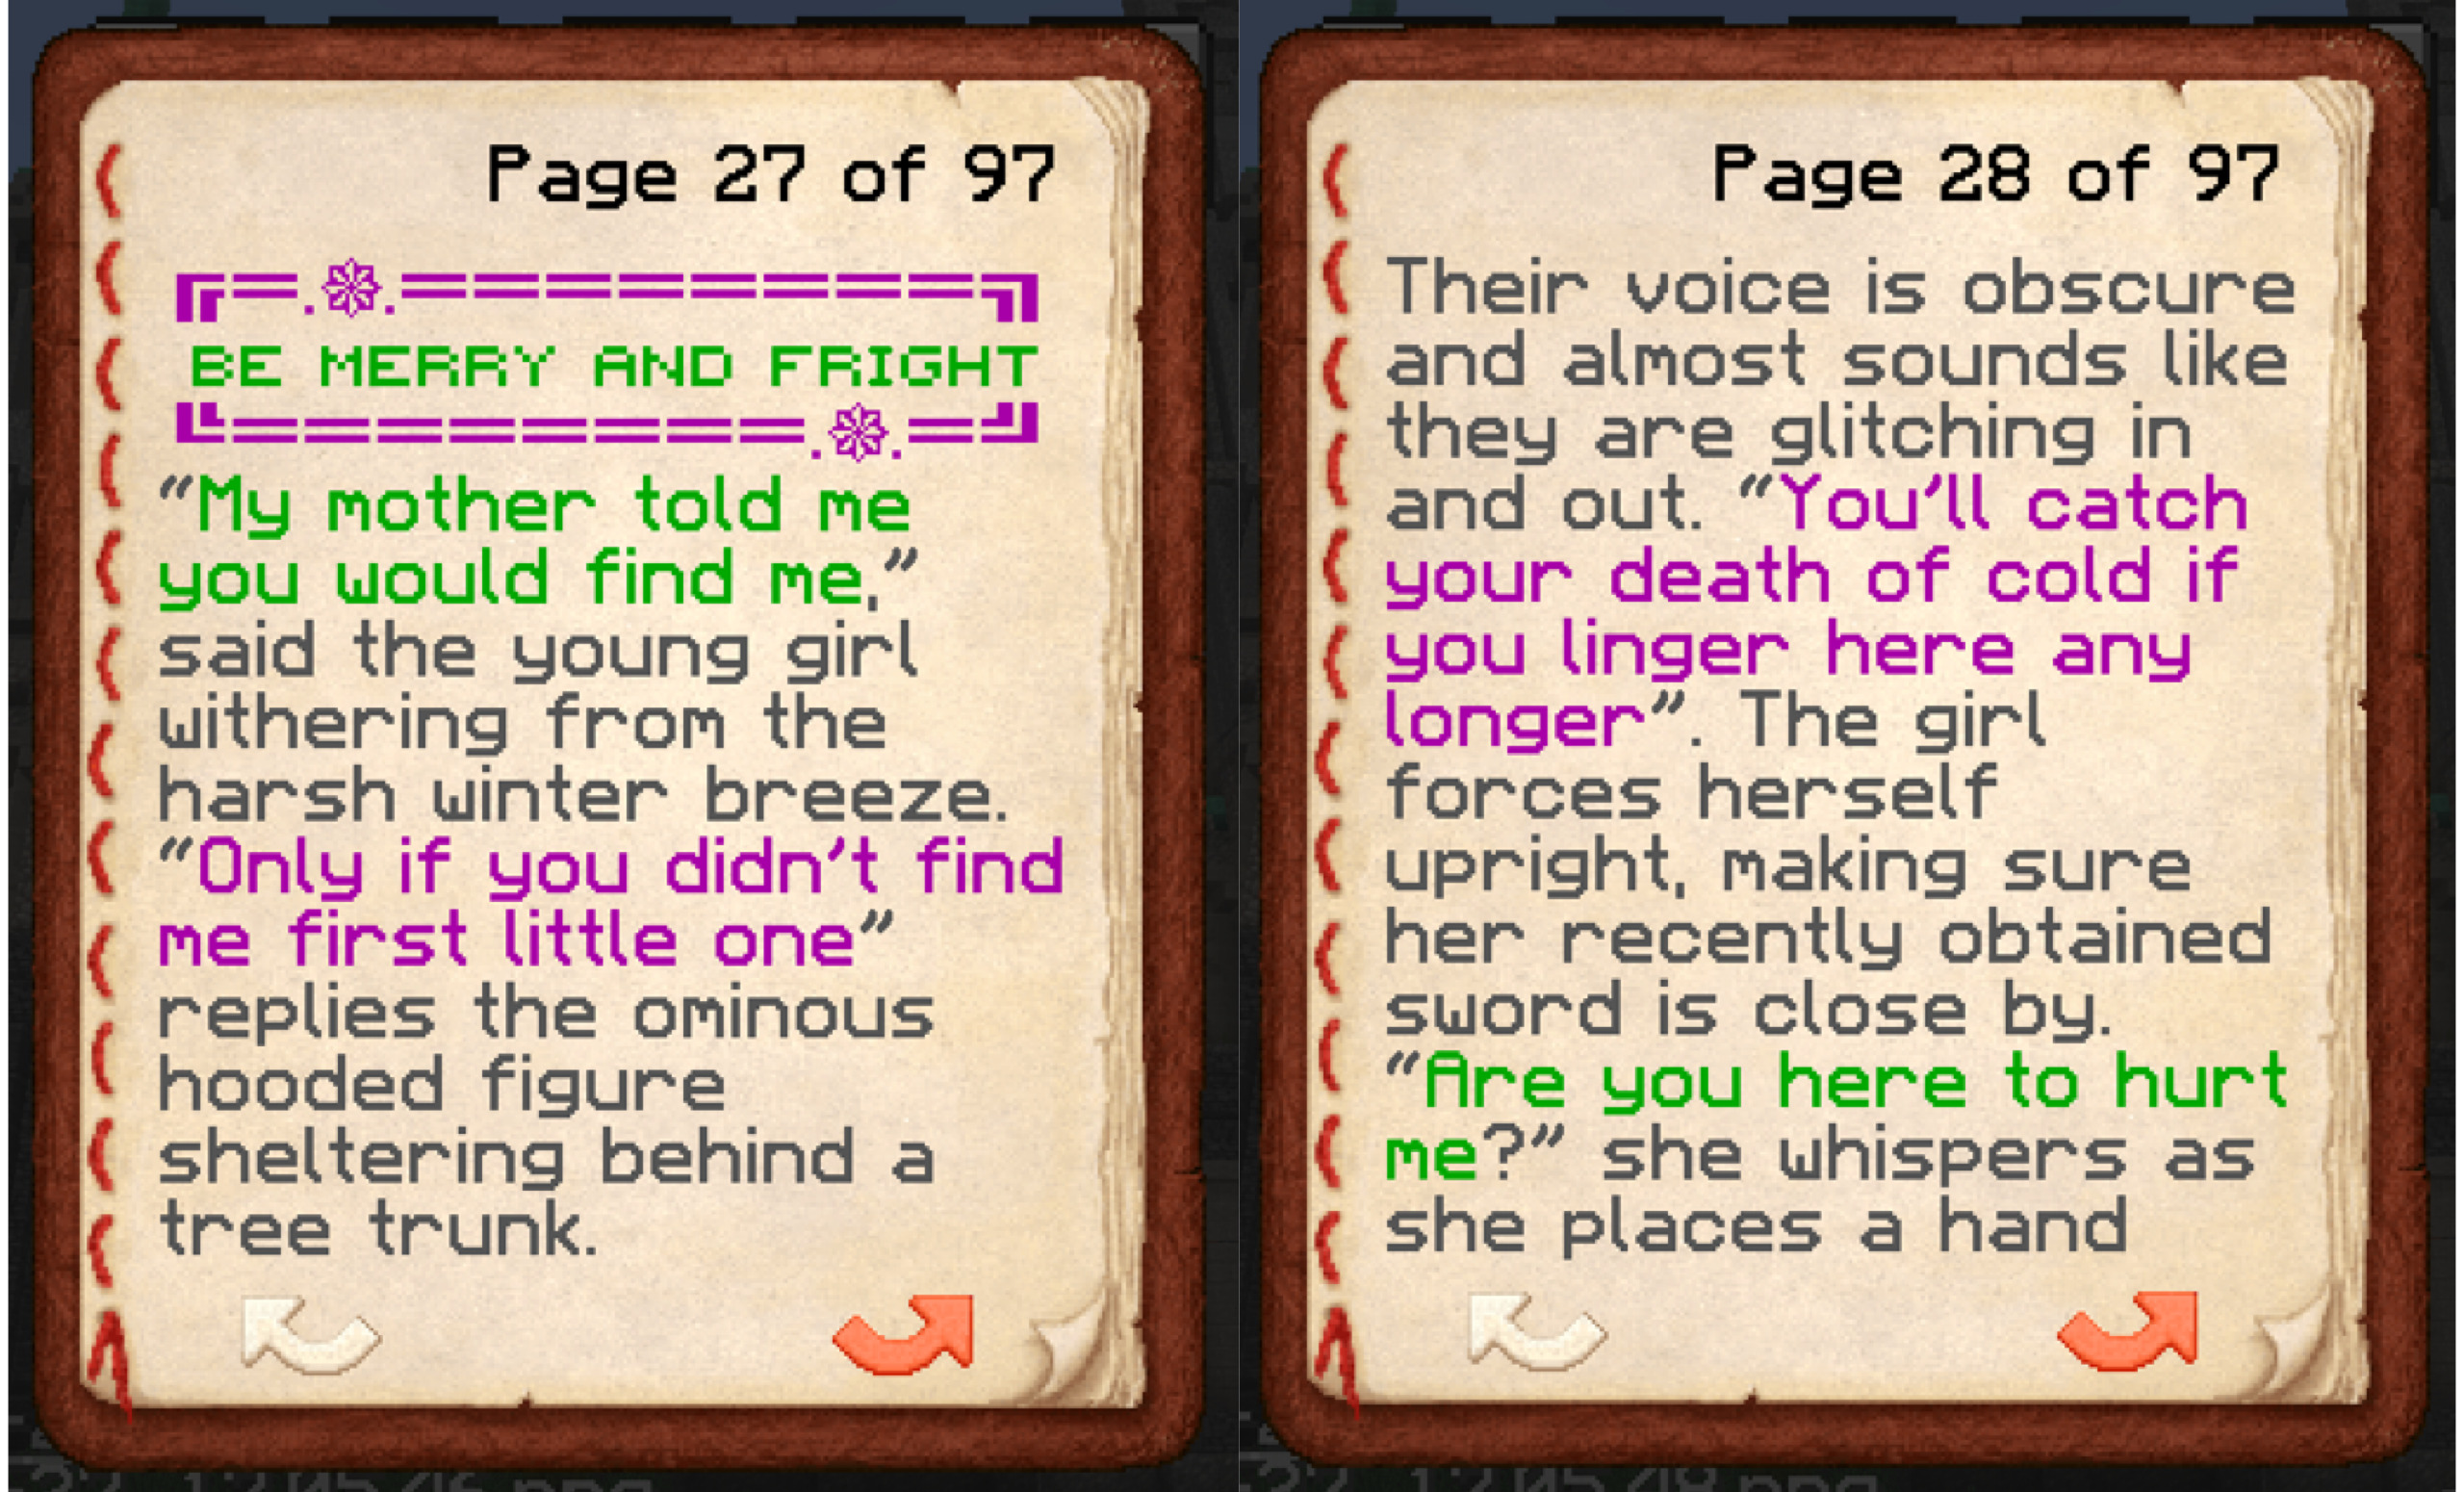 Page 27 of 97
BE MERRY AND FRIGHT
“My mother told me
you would find me,”
said the young girl
withering from the
harsh winter breeze.
“Only if you didn’t find
me first little one”
replies the ominous
hooded figure
sheltering behind a
tree trunk.
Page 28 of 97
Their voice is obscure
and almost sounds like
they are glitching in
and out. “You’ll catch
your death of cold if
you linger here any
longer”. The girl
forces herself
upright, making sure
her recently obtained
sword is close by.
“Are you here to hurt
me?” she whispers as
she places a hand